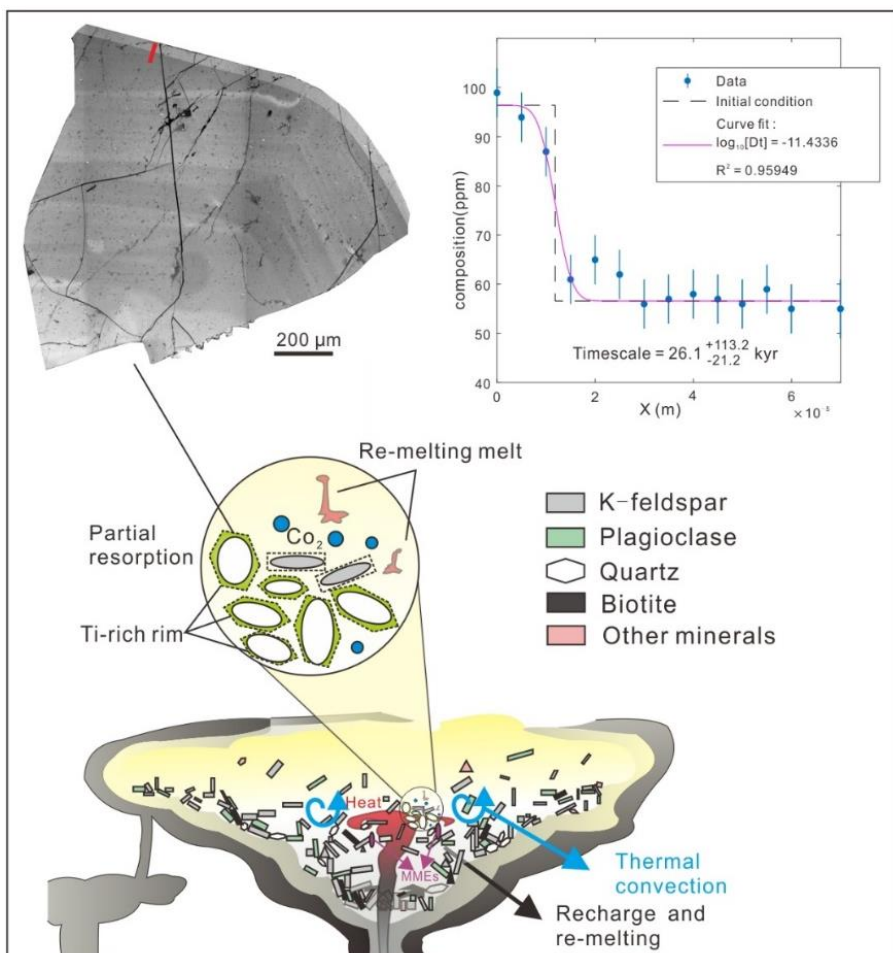 200 µm
composition(ppm)
100
90
80
70
60
50
40
0
2
4
6
X (m)
×10⁻⁵
Data
Initial condition
Curve fit :
log₁₀[Dt] = -11.4336
R² = 0.95949
Timescale = 26.1 +113.2 -21.2 kyr
Re-melting melt
Partial
resorption
Co₂
Ti-rich rim
K-feldspar
Plagioclase
Quartz
Biotite
Other minerals
Heat
MMEs
Thermal
convection
Recharge and
re-melting